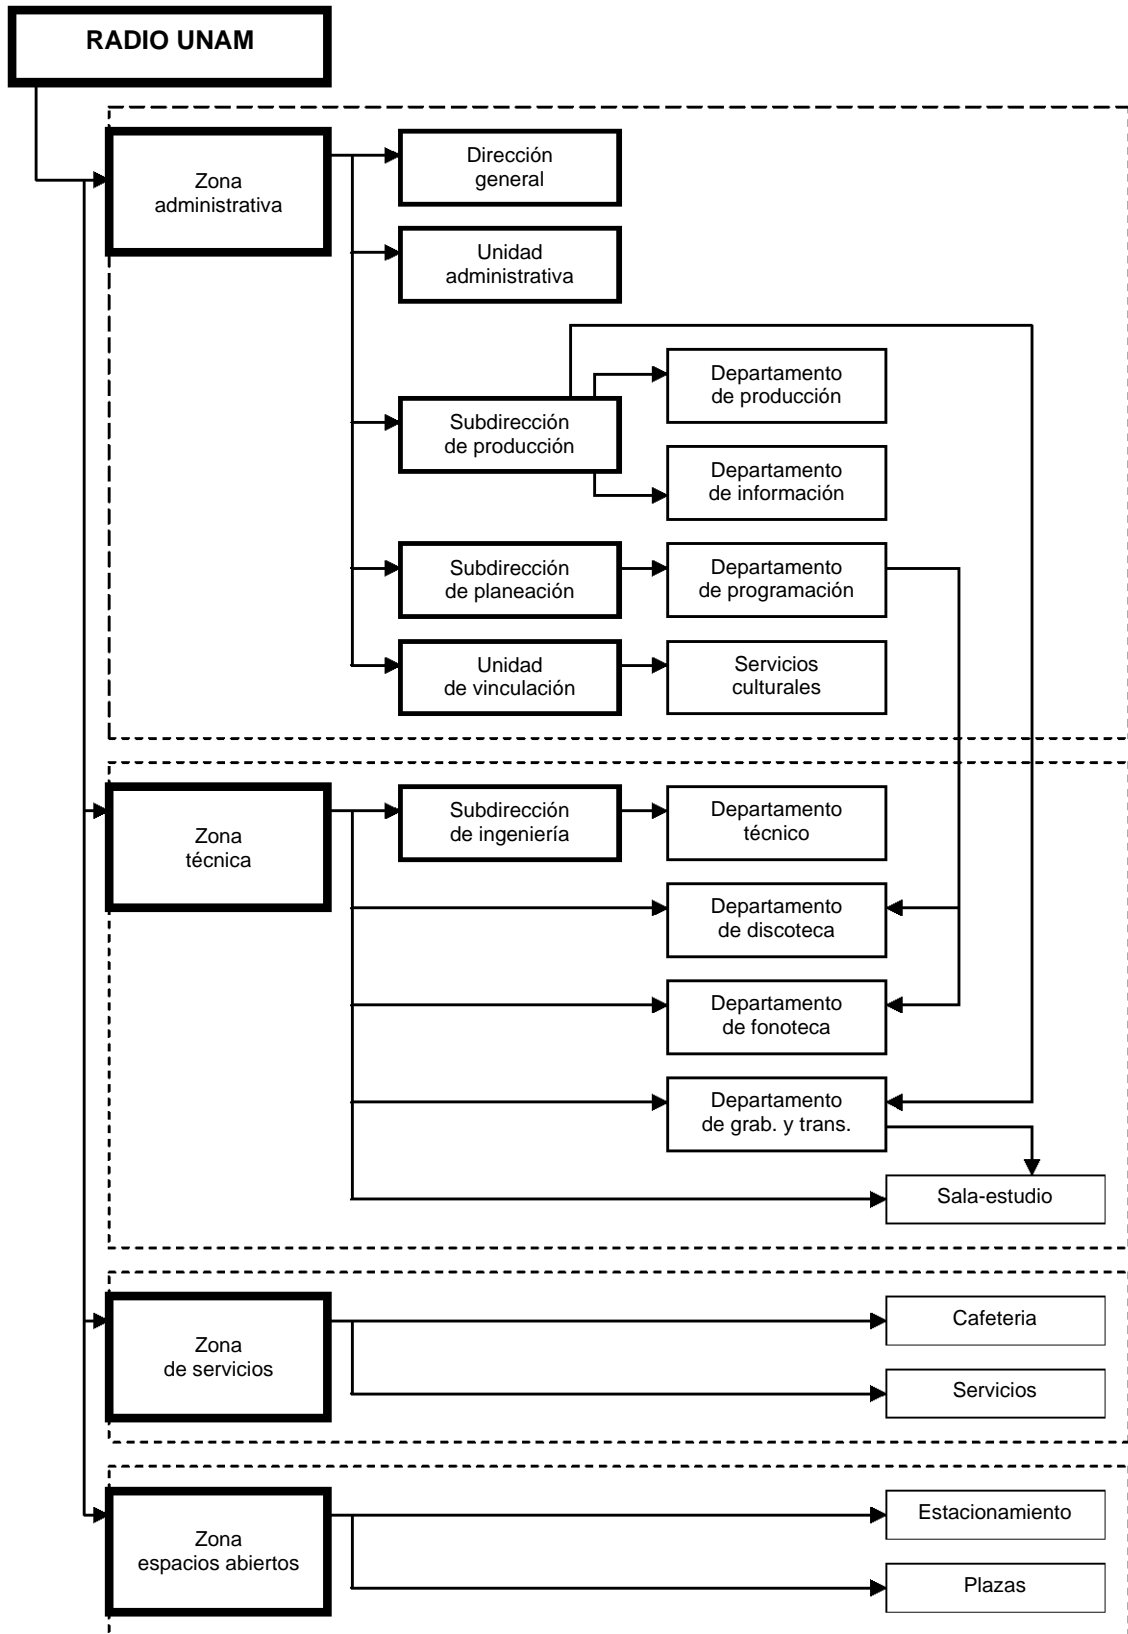 RADIO UNAM
Zona
administrativa
Dirección
general
Unidad
administrativa
Subdirección
de producción
Departamento
de producción
Departamento
de información
Subdirección
de planeación
Departamento
de programación
Unidad
de vinculación
Servicios
culturales
Zona
técnica
Subdirección
de ingeniería
Departamento
técnico
Departamento
de discoteca
Departamento
de fonoteca
Departamento
de grab. y trans.
Sala-estudio
Zona
de servicios
Cafeteria
Servicios
Zona
espacios abiertos
Estacionamiento
Plazas